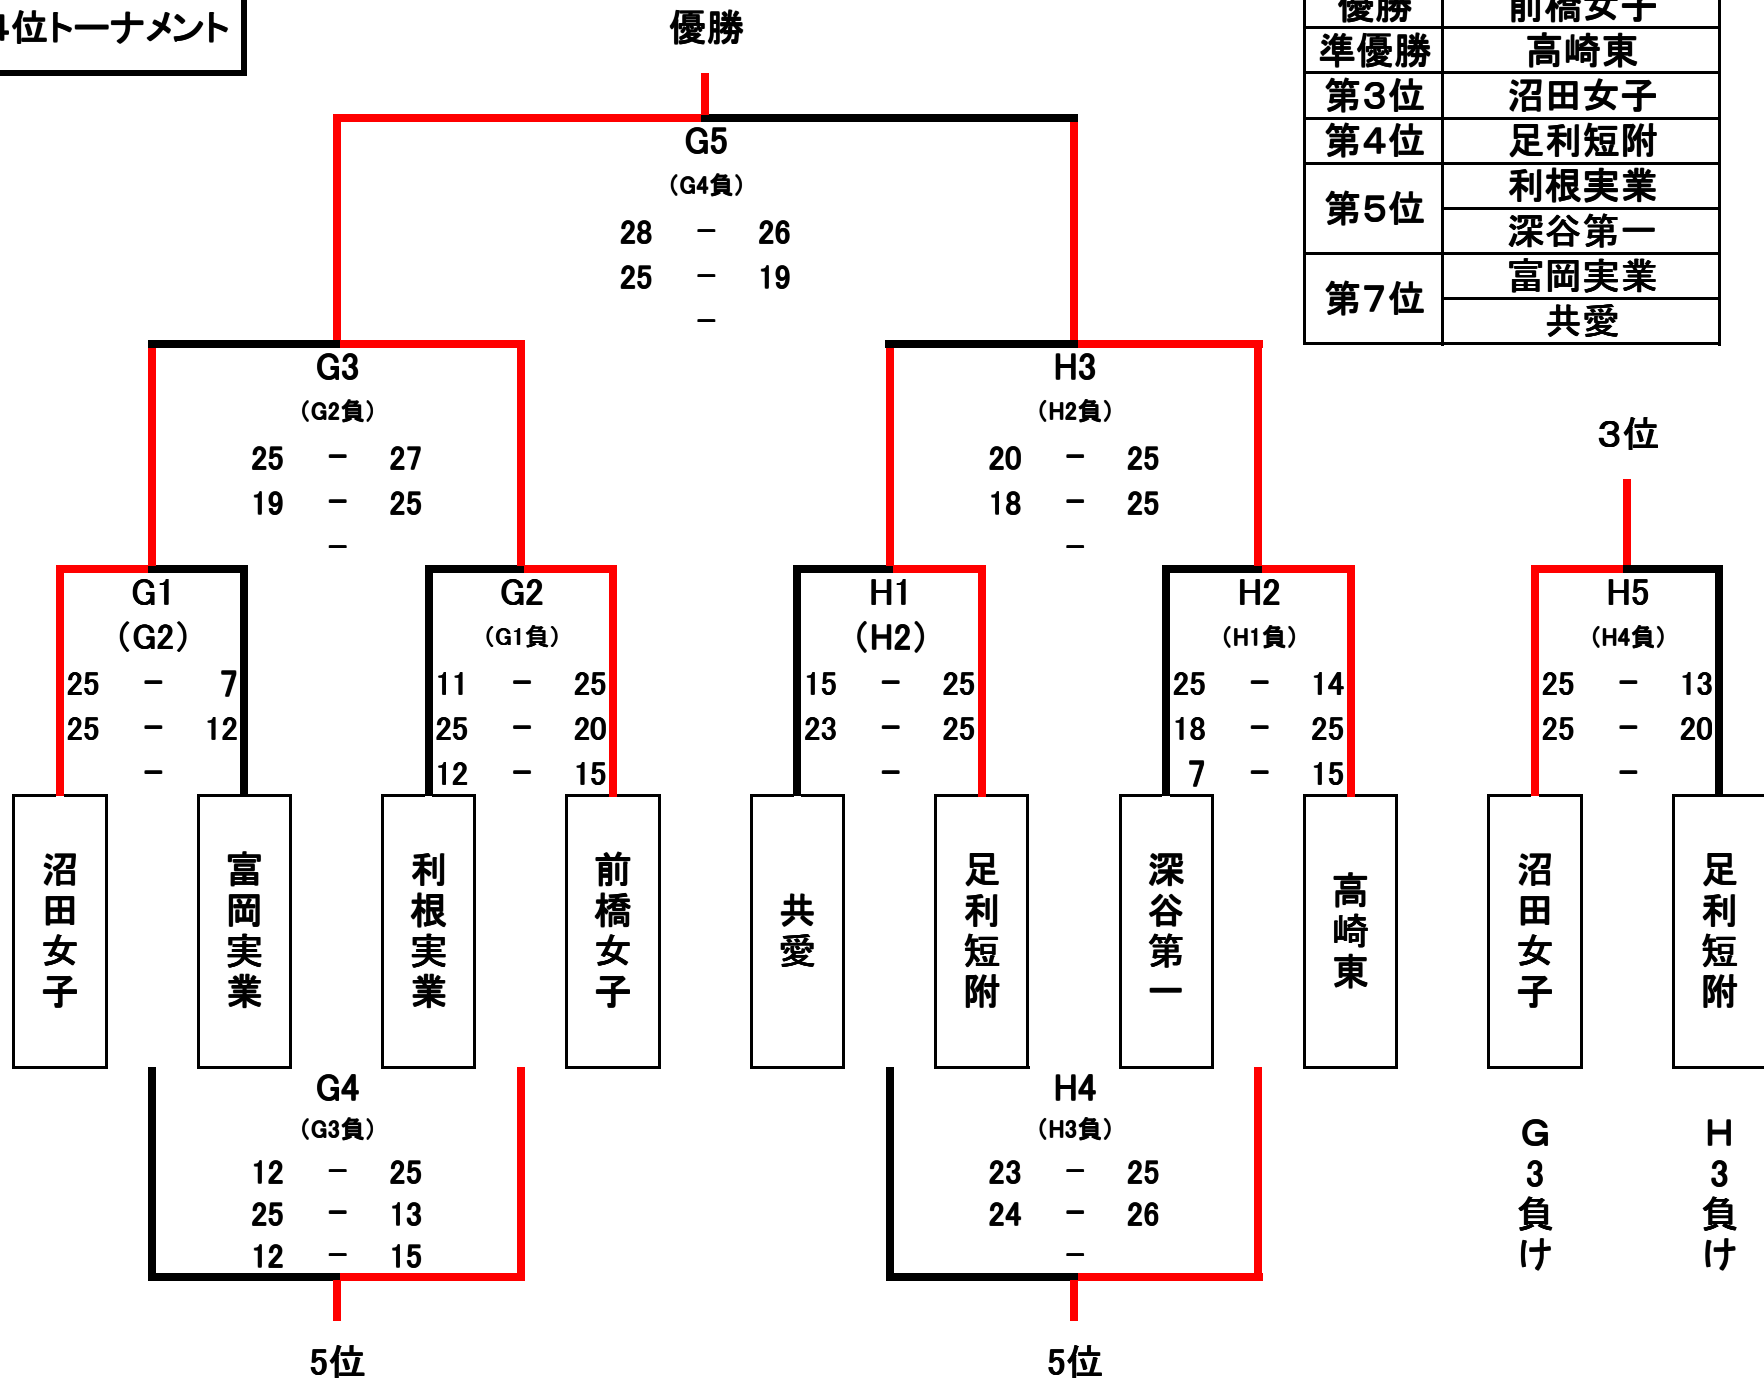 4位トーナメント
優勝
優勝 前橋女子
準優勝 高崎東
第3位 沼田女子
第4位 足利短附
第5位 利根実業
深谷第一
第7位 富岡実業
共愛
G5
(G4負)
28 － 26
25 － 19
－
G3
(G2負)
25 － 27
19 － 25
－
H3
(H2負)
20 － 25
18 － 25
－
3位
G1
(G2)
25 － 7
25 － 12
－
G2
(G1負)
11 － 25
25 － 20
12 － 15
H1
(H2)
15 － 25
23 － 25
－
H2
(H1負)
25 － 14
18 － 25
7 － 15
H5
(H4負)
25 － 13
25 － 20
－
沼田女子
富岡実業
利根実業
前橋女子
共愛
足利短附
深谷第一
高崎東
沼田女子
足利短附
G4
(G3負)
12 － 25
25 － 13
12 － 15
5位
H4
(H3負)
23 － 25
24 － 26
－
5位
G3負け
H3負け